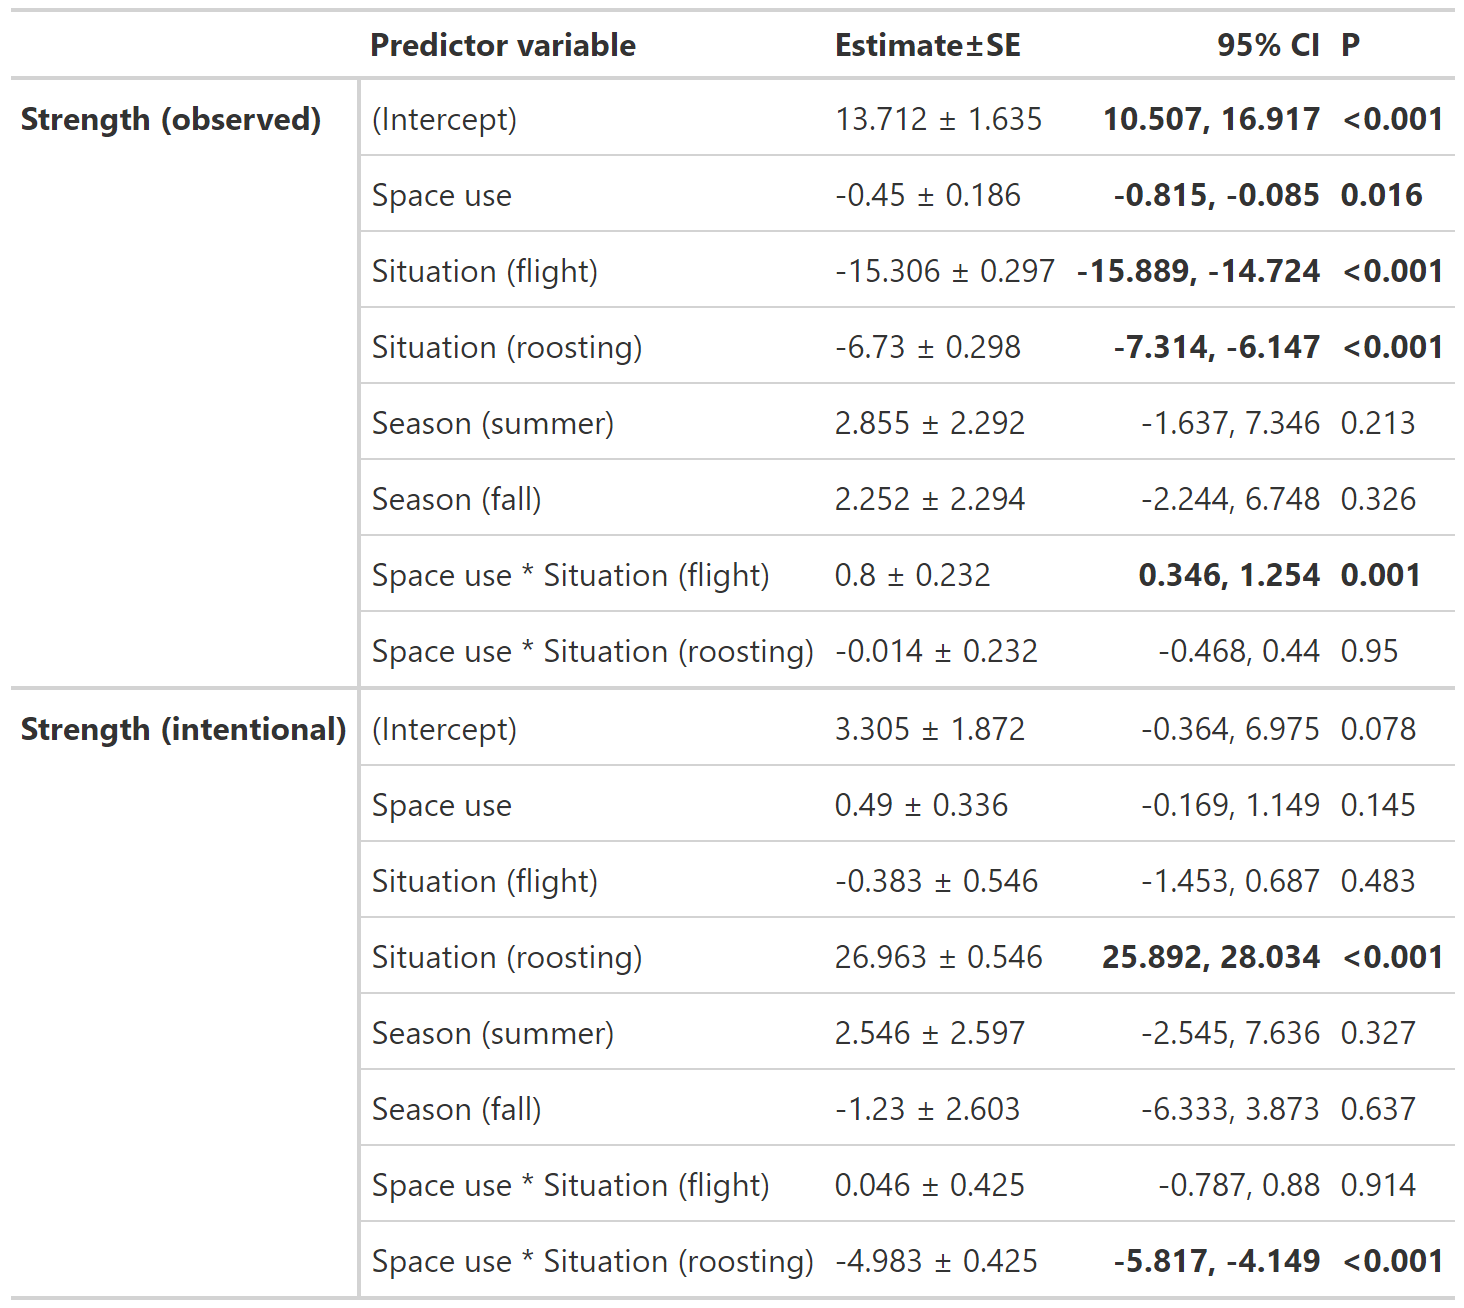 Predictor variable Estimate±SE 95% CI P
Strength (observed) (Intercept) 13.712 ± 1.635 10.507, 16.917 <0.001
Space use -0.45 ± 0.186 -0.815, -0.085 0.016
Situation (flight) -15.306 ± 0.297 -15.889, -14.724 <0.001
Situation (roosting) -6.73 ± 0.298 -7.314, -6.147 <0.001
Season (summer) 2.855 ± 2.292 -1.637, 7.346 0.213
Season (fall) 2.252 ± 2.294 -2.244, 6.748 0.326
Space use * Situation (flight) 0.8 ± 0.232 0.346, 1.254 0.001
Space use * Situation (roosting) -0.014 ± 0.232 -0.468, 0.44 0.95
Strength (intentional) (Intercept) 3.305 ± 1.872 -0.364, 6.975 0.078
Space use 0.49 ± 0.336 -0.169, 1.149 0.145
Situation (flight) -0.383 ± 0.546 -1.453, 0.687 0.483
Situation (roosting) 26.963 ± 0.546 25.892, 28.034 <0.001
Season (summer) 2.546 ± 2.597 -2.545, 7.636 0.327
Season (fall) -1.23 ± 2.603 -6.333, 3.873 0.637
Space use * Situation (flight) 0.046 ± 0.425 -0.787, 0.88 0.914
Space use * Situation (roosting) -4.983 ± 0.425 -5.817, -4.149 <0.001